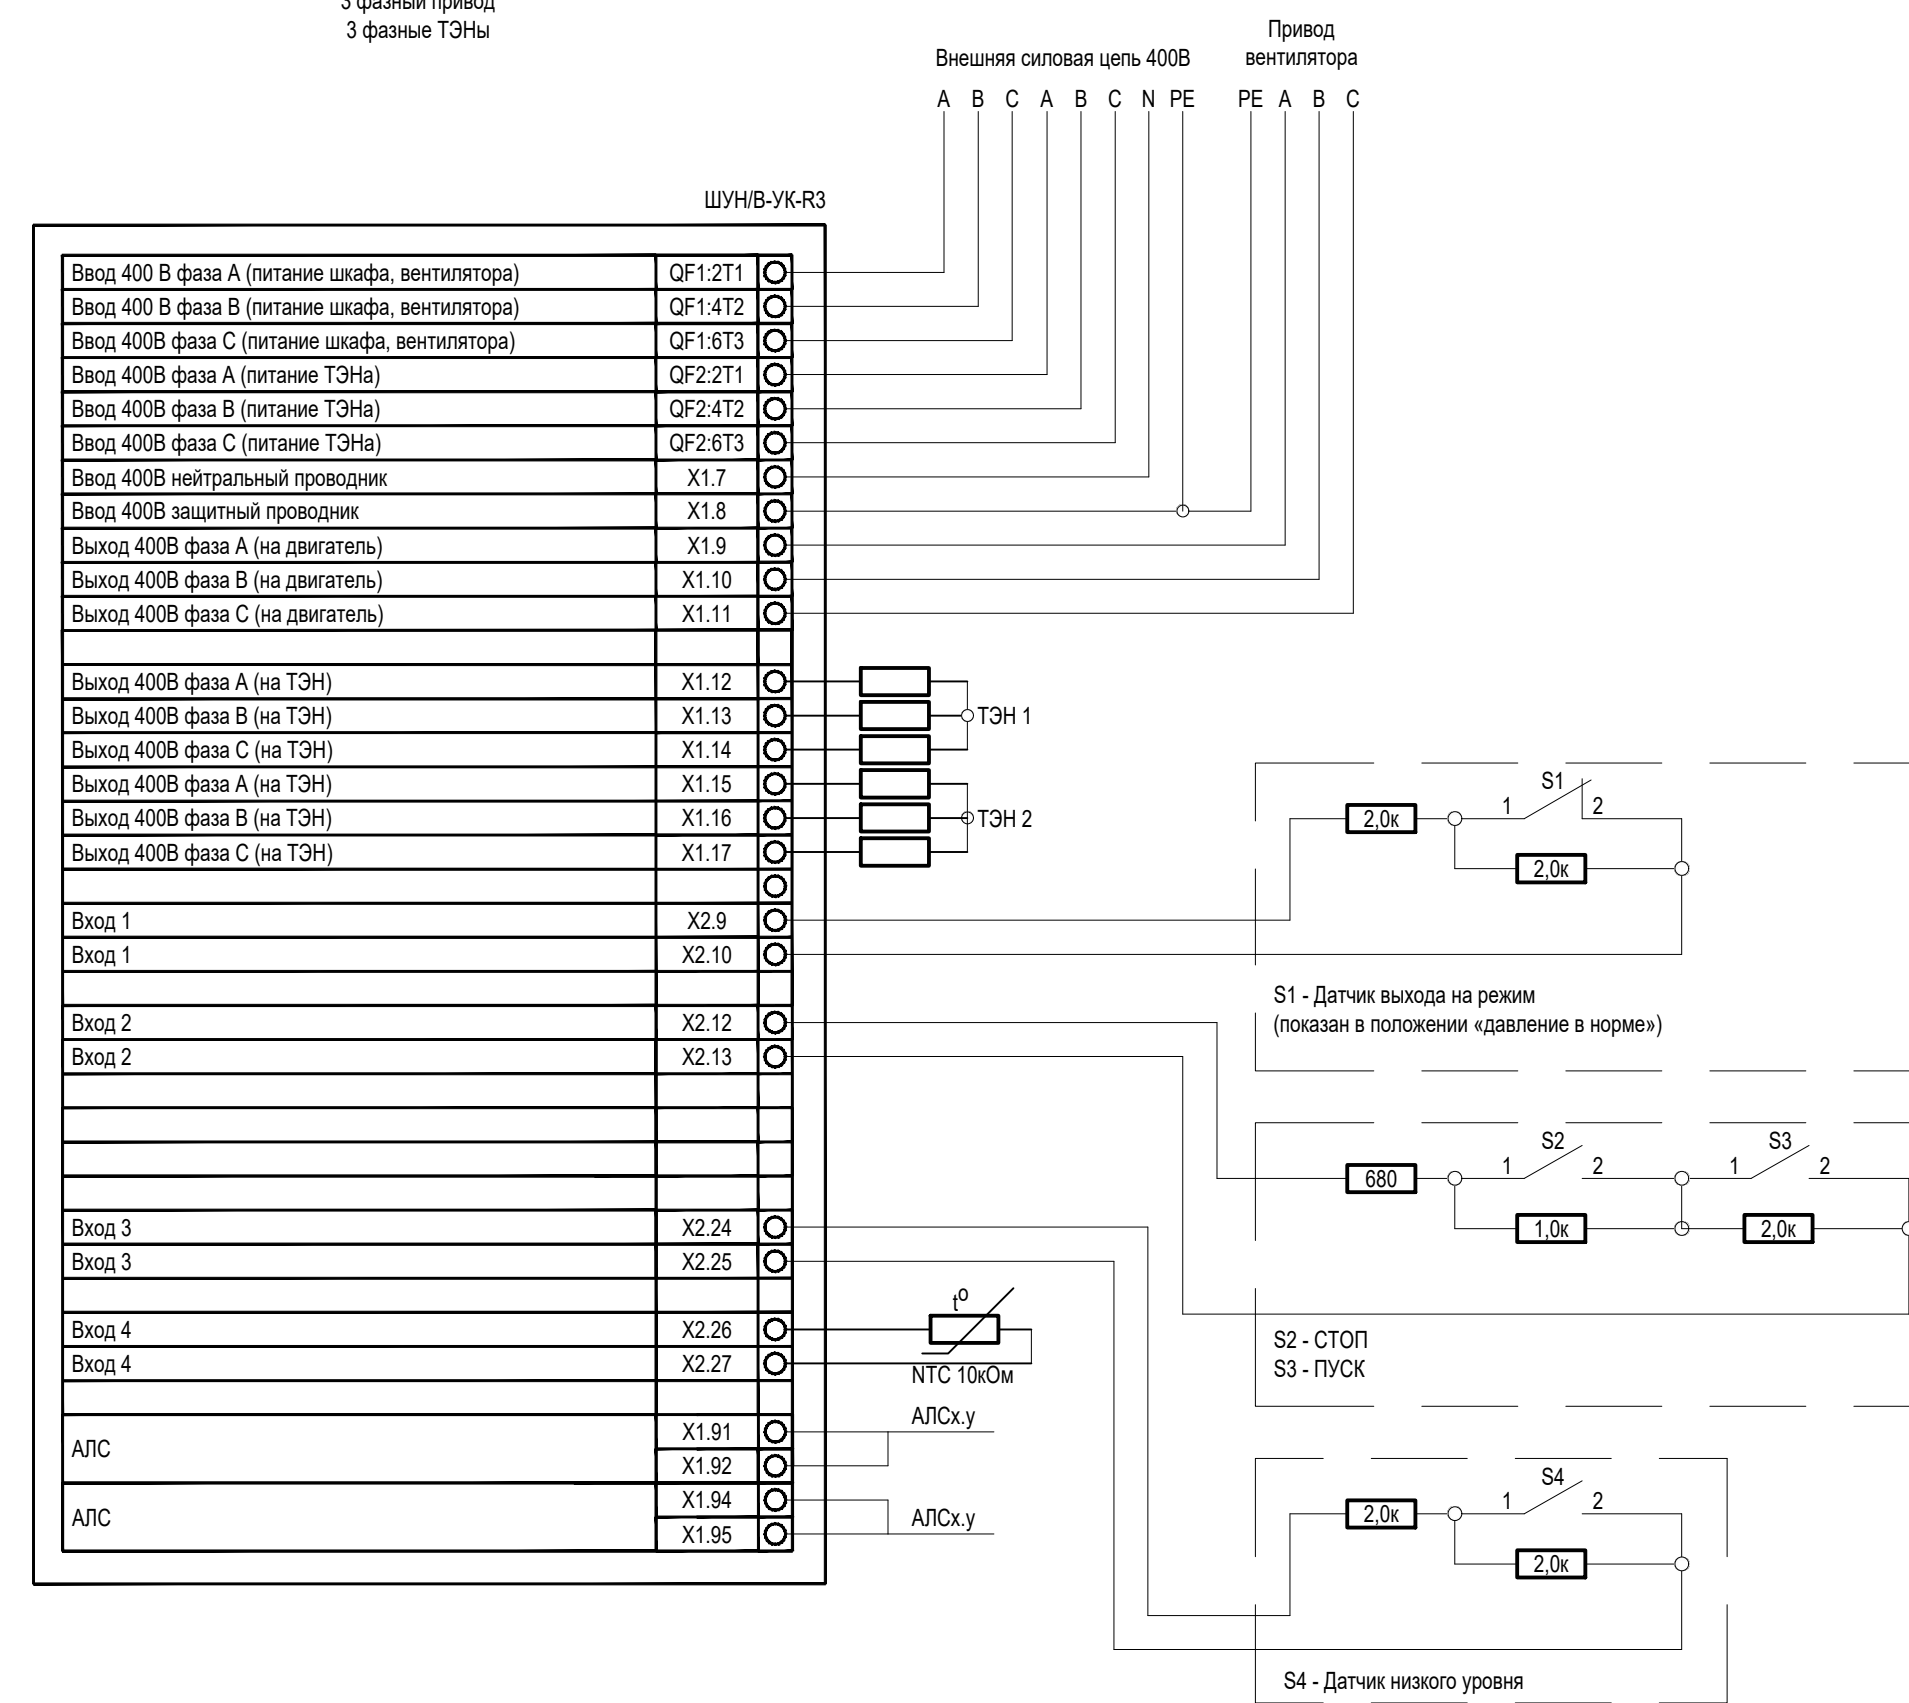 3 фазный привод
3 фазные ТЭНы
Привод
вентилятора
Внешняя силовая цепь 400В
A B C A B C N PE PE A B C
ШУН/В-УК-R3
Ввод 400 В фаза А (питание шкафа, вентилятора) QF1:2T1
Ввод 400 В фаза В (питание шкафа, вентилятора) QF1:4T2
Ввод 400В фаза С (питание шкафа, вентилятора) QF1:6T3
Ввод 400В фаза А (питание ТЭНа) QF2:2T1
Ввод 400В фаза В (питание ТЭНа) QF2:4T2
Ввод 400В фаза С (питание ТЭНа) QF2:6T3
Ввод 400В нейтральный проводник X1.7
Ввод 400В защитный проводник X1.8
Выход 400В фаза А (на двигатель) X1.9
Выход 400В фаза В (на двигатель) X1.10
Выход 400В фаза С (на двигатель) X1.11
Выход 400В фаза А (на ТЭН) X1.12
Выход 400В фаза В (на ТЭН) X1.13 ТЭН 1
Выход 400В фаза С (на ТЭН) X1.14
Выход 400В фаза А (на ТЭН) X1.15
Выход 400В фаза В (на ТЭН) X1.16 ТЭН 2
Выход 400В фаза С (на ТЭН) X1.17
S1
1 2
2,0к
2,0к
Вход 1 X2.9
Вход 1 X2.10
S1 - Датчик выхода на режим
(показан в положении «давление в норме»)
Вход 2 X2.12
Вход 2 X2.13
S2 S3
1 2 1 2
680
1,0к 2,0к
Вход 3 X2.24
Вход 3 X2.25
S2 - СТОП
S3 - ПУСК
t°
Вход 4 X2.26
Вход 4 X2.27
NTC 10кОм
АЛСх.у
АЛС X1.91
X1.92
АЛС X1.94
X1.95
АЛСх.у
S4
1 2
2,0к
2,0к
S4 - Датчик низкого уровня